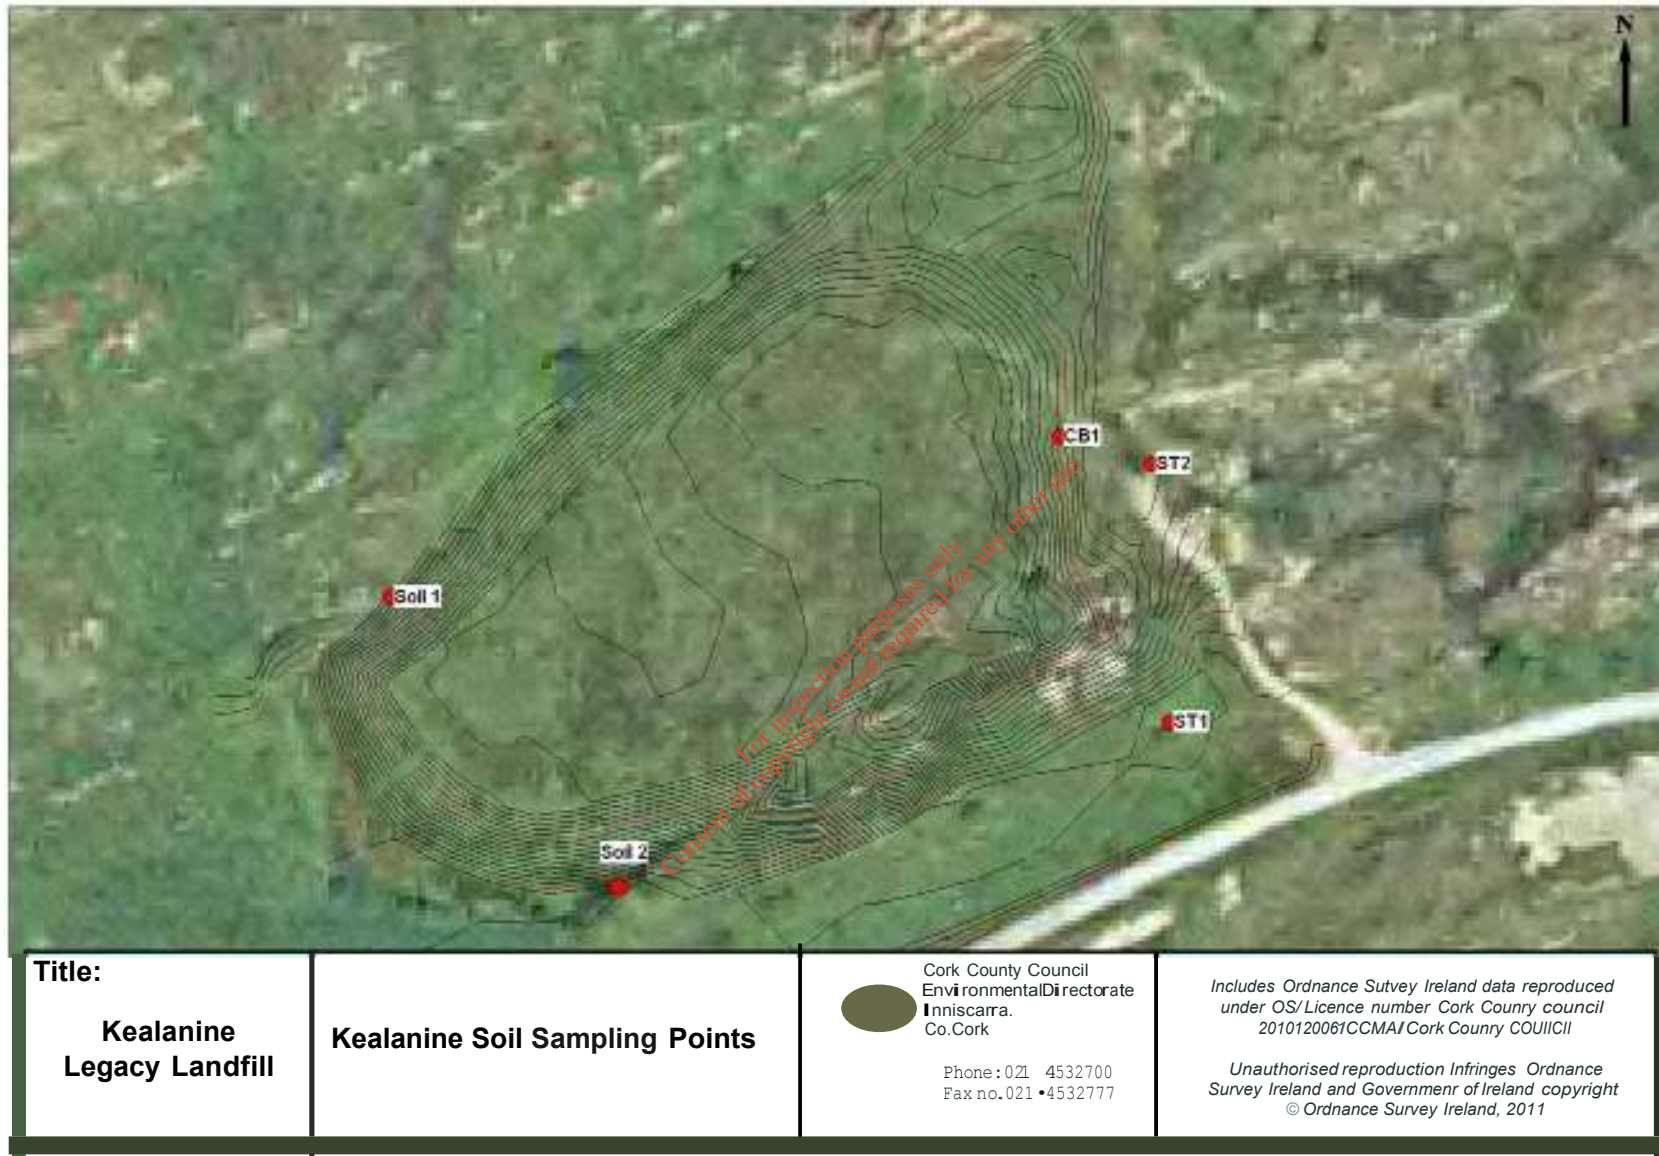 N
CB1
ST2
Soil 1
ST1
Soil 2
For inspection purposes only.
Consent of copyright owner required for any other use.
Title:
Kealanine
Legacy Landfill
Kealanine Soil Sampling Points
Cork County Council
EnvironmentalDirectorate
Inniscarra.
Co.Cork
Phone:021 4532700
Fax no.021 •4532777
Includes Ordnance Sutvey Ireland data reproduced
under OS/ Licence number Cork Counry council
2010120061CCMA/ Cork Counry COUIICII
Unauthorised reproduction Infringes Ordnance
Survey Ireland and Governmenr of Ireland copyright
© Ordnance Survey Ireland, 2011